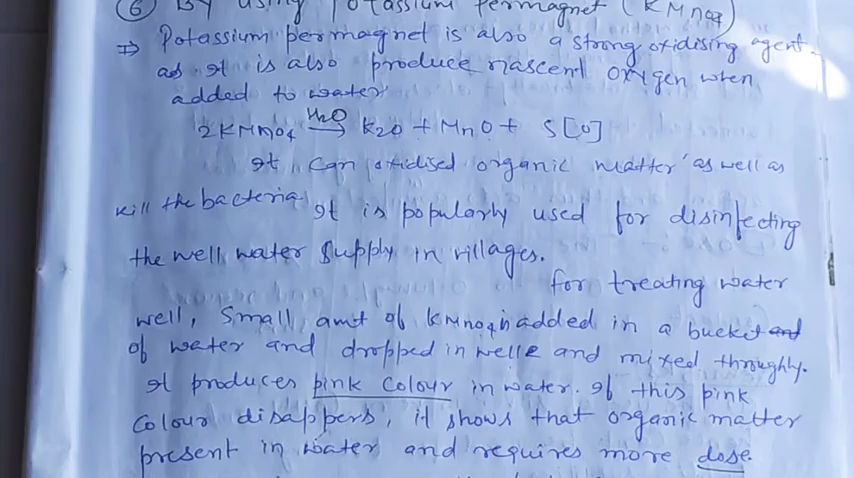 ⑥ By using Potassium Permagnet (KMnO4)
⇒ Potassium permagnet is also a strong oxidising agent
as It is also produce nascent oxygen when
added to water
2KMnO4 H2O→ K2O + MnO + 5[O]
It can oxidised organic matter as well as
kill the bacteria It is popularly used for disinfecting
the well water supply in villages.
for treating water
well, Small amt of KMnO4 is added in a bucket and
of water and dropped in welle and mixed throughly.
It produces pink colour in water. If this pink
Colour disappers, it shows that organic matter
present in water and requires more dose